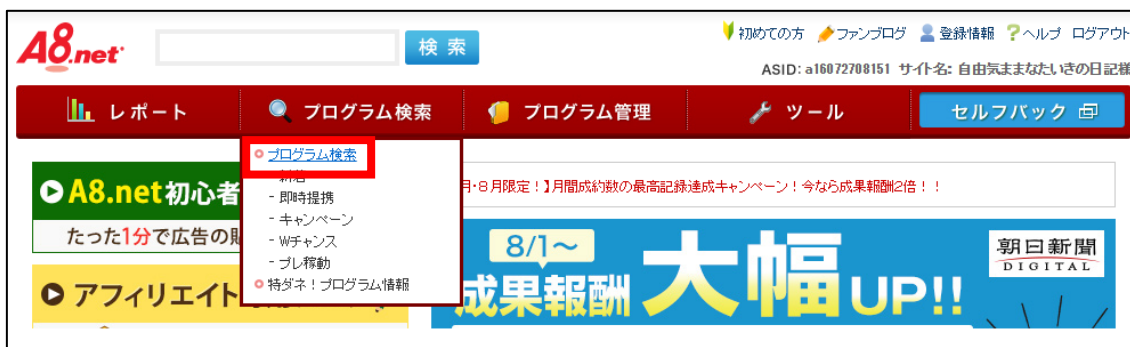 A8.net
検 索
初めての方 ファンブログ 登録情報 ?ヘルプ ログアウト
ASID: a16072708151 サイト名: 自由気ままなたいきの日記様
レポート プログラム検索 プログラム管理 ツール セルフバック
プログラム検索
- 即時提携
- キャンペーン
- Wチャンス
- プレ稼動
特ダネ！プログラム情報
A8.net初心者
たった1分で広告の
アフィリエイト
月・8月限定！】月間成約数の最高記録達成キャンペーン！今なら成果報酬2倍！！
8/1～
成果報酬 大幅UP!!
朝日新聞
DIGITAL